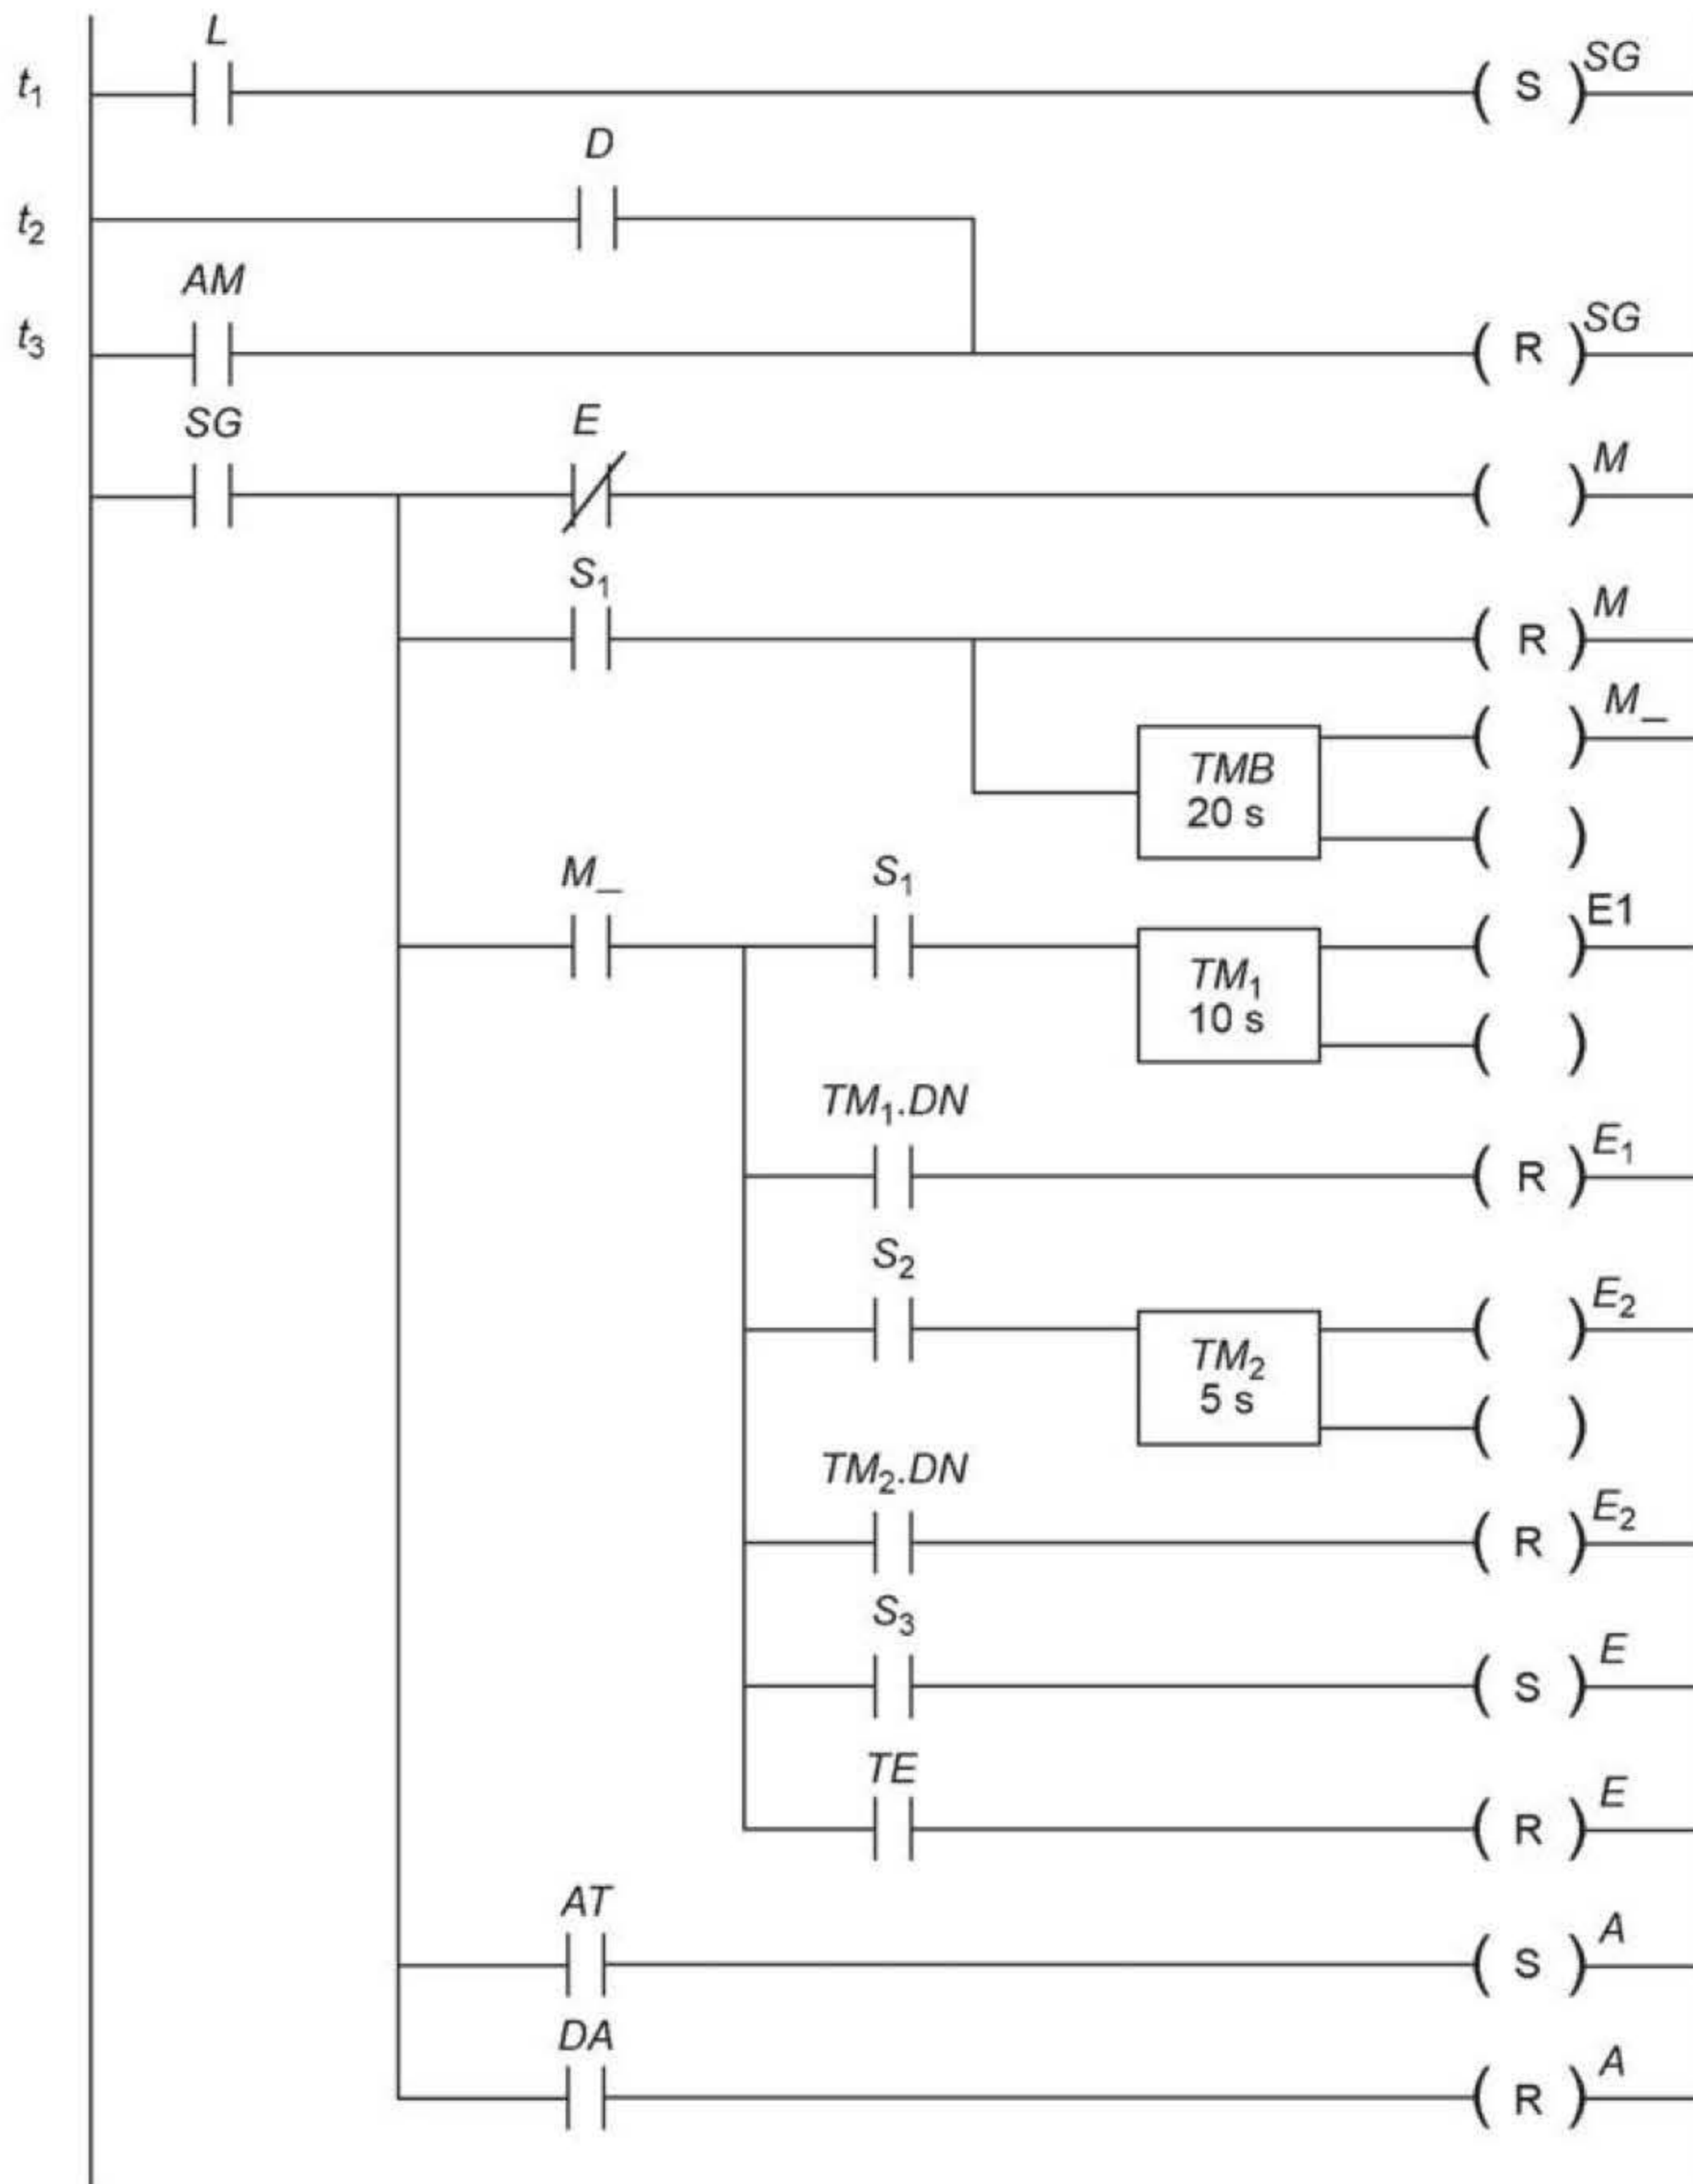 L
t₁ S SG
D
t₂
AM
t₃ R SG
SG E
M
S₁
R M
M_
TMB
20 s
M_ S₁
E1
TM₁
10 s
TM₁.DN
R E₁
S₂
E₂
TM₂
5 s
TM₂.DN
R E₂
S₃
S E
TE
R E
AT
S A
DA
R A